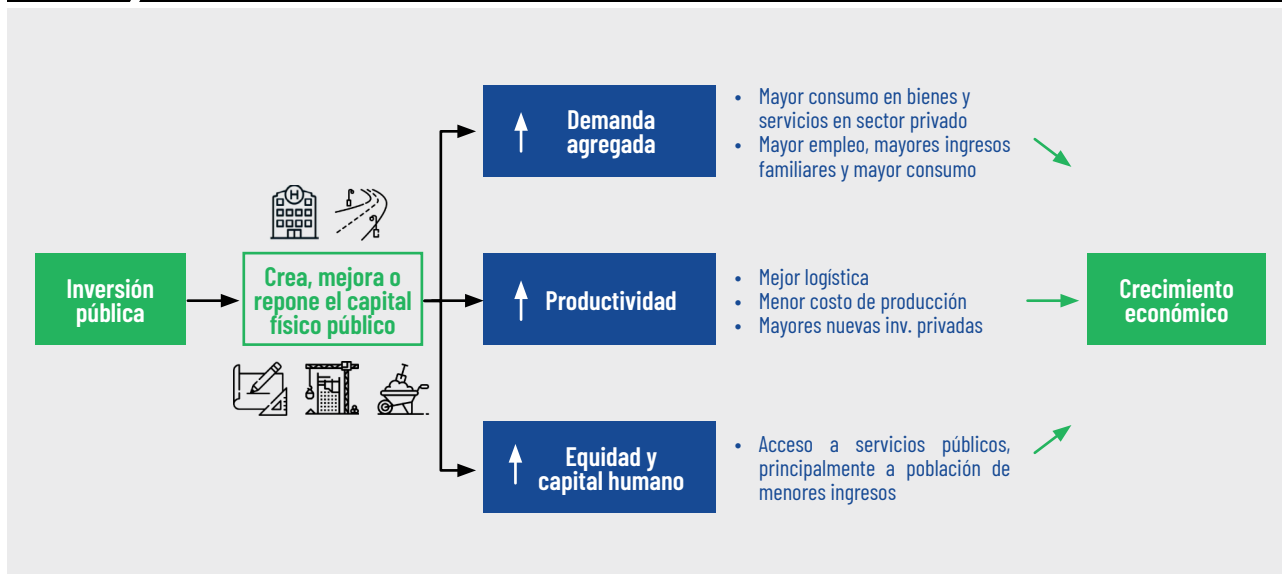 Inversión
pública
H
Crea, mejora o
repone el capital
físico público
Demanda
agregada
• Mayor consumo en bienes y
servicios en sector privado
• Mayor empleo, mayores ingresos
familiares y mayor consumo
Productividad
• Mejor logística
• Menor costo de producción
• Mayores nuevas inv. privadas
Equidad y
capital humano
• Acceso a servicios públicos,
principalmente a población de
menores ingresos
Crecimiento
económico